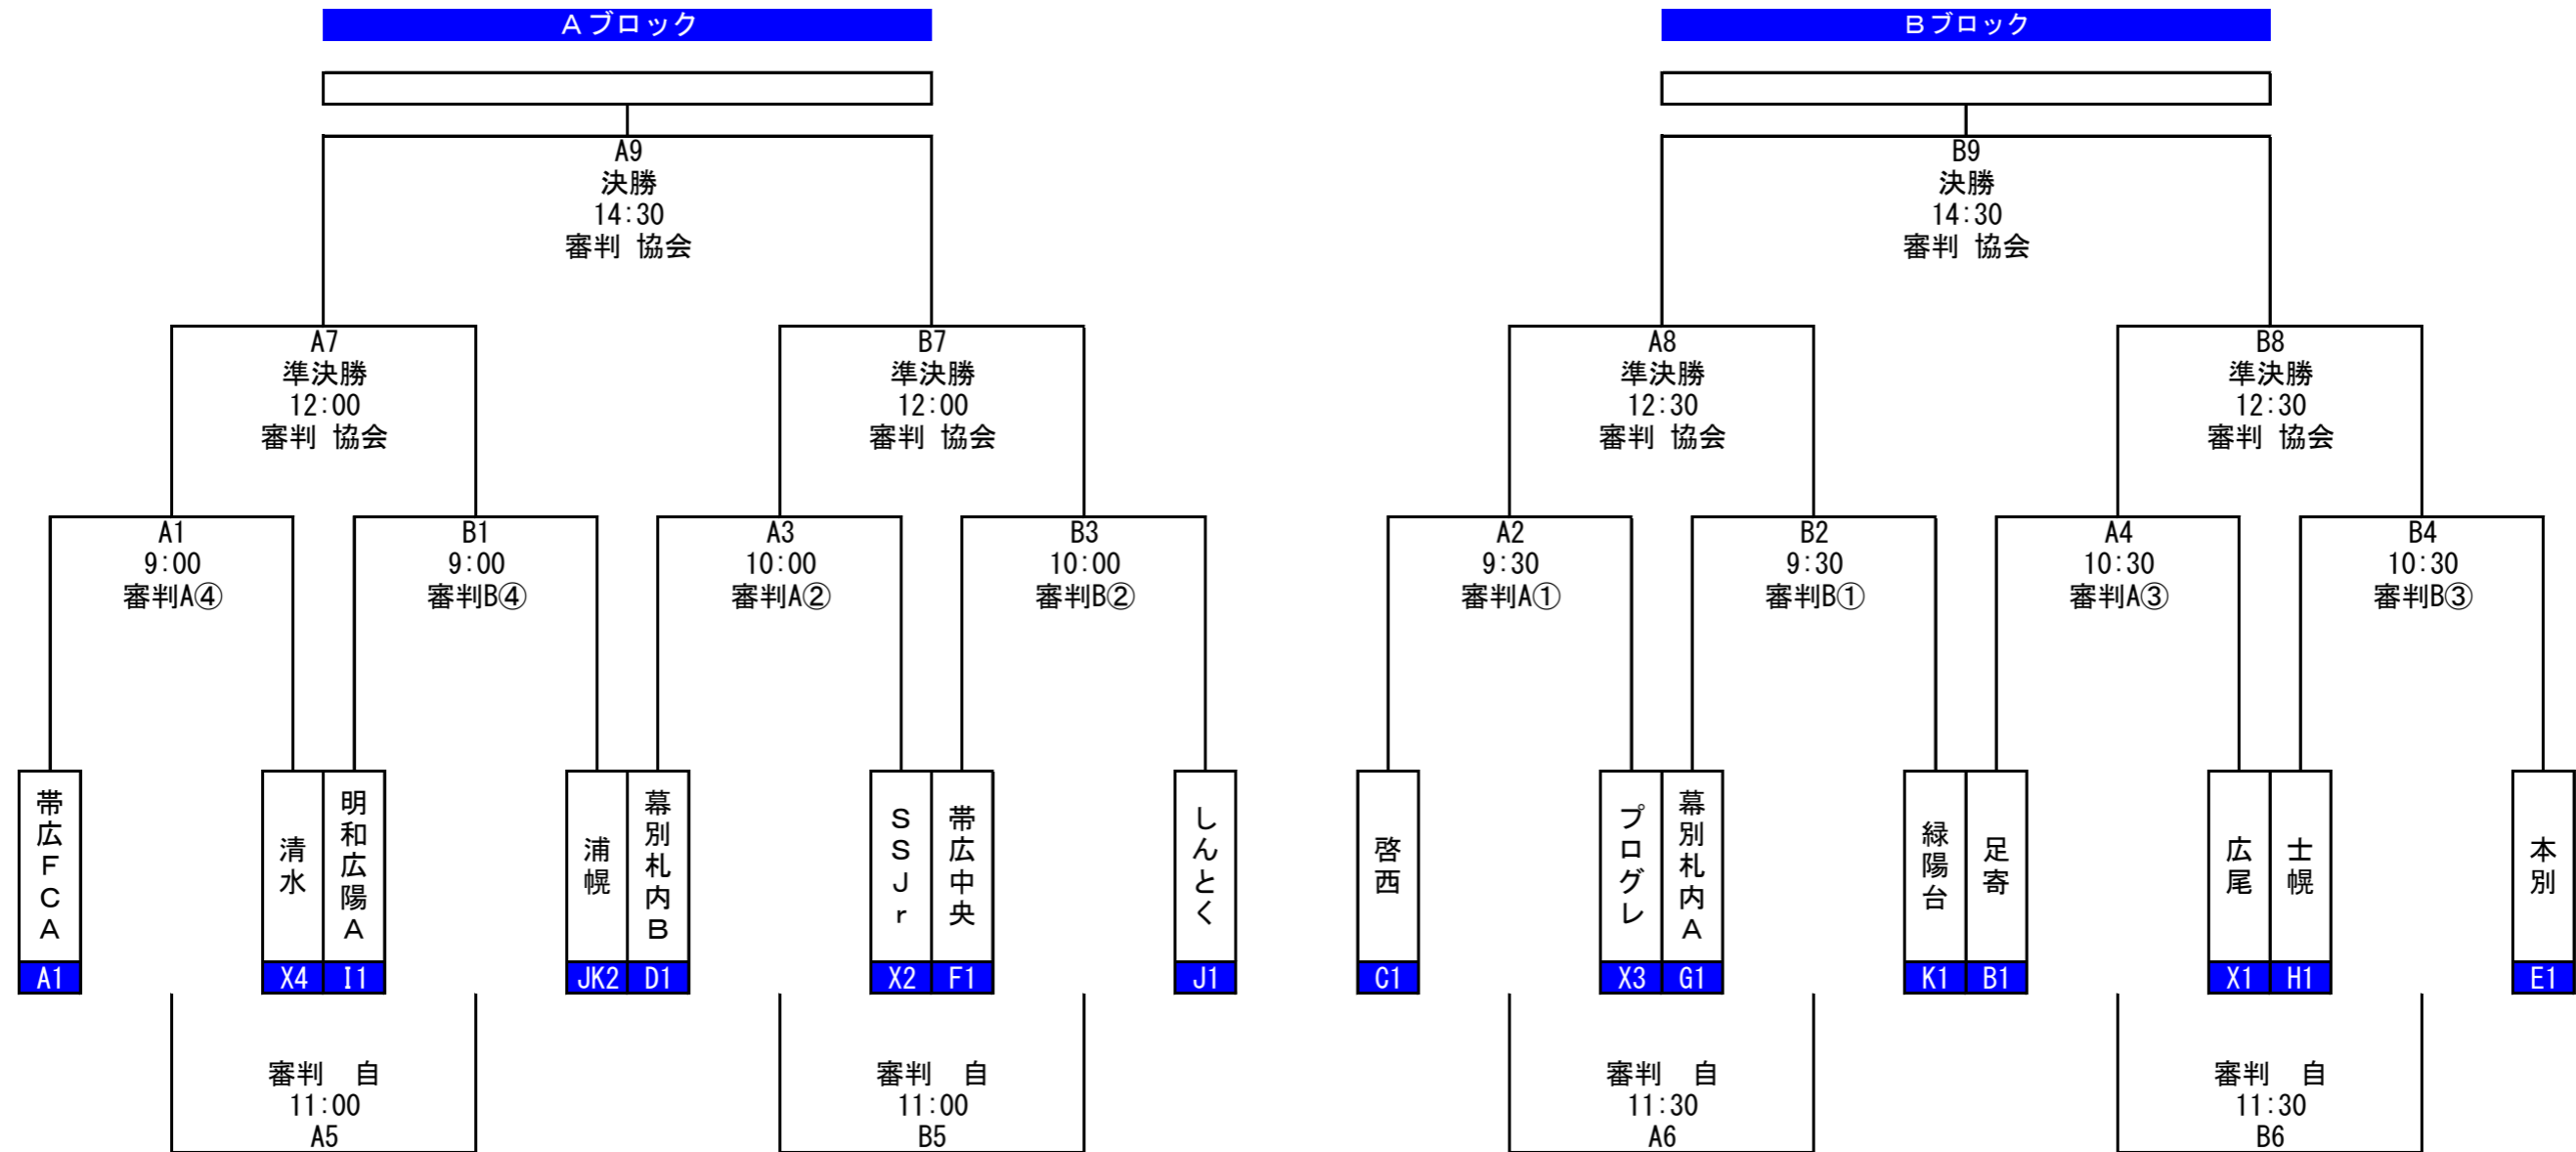 Aブロック
Bブロック
A9
決勝
14:30
審判 協会
B9
決勝
14:30
審判 協会
A7
準決勝
12:00
審判 協会
B7
準決勝
12:00
審判 協会
A8
準決勝
12:30
審判 協会
B8
準決勝
12:30
審判 協会
A1
9:00
審判A④
B1
9:00
審判B④
A3
10:00
審判A②
B3
10:00
審判B②
A2
9:30
審判A①
B2
9:30
審判B①
A4
10:30
審判A③
B4
10:30
審判B③
帯広FCA
清水
明和広陽A
浦幌
幕別札内B
SSJr
帯広中央
しんとく
啓西
プログレ
幕別札内A
緑陽台
足寄
広尾
士幌
本別
A1
X4
I1
JK2
D1
X2
F1
J1
C1
X3
G1
K1
B1
X1
H1
E1
審判 自
11:00
A5
審判 自
11:00
B5
審判 自
11:30
A6
審判 自
11:30
B6